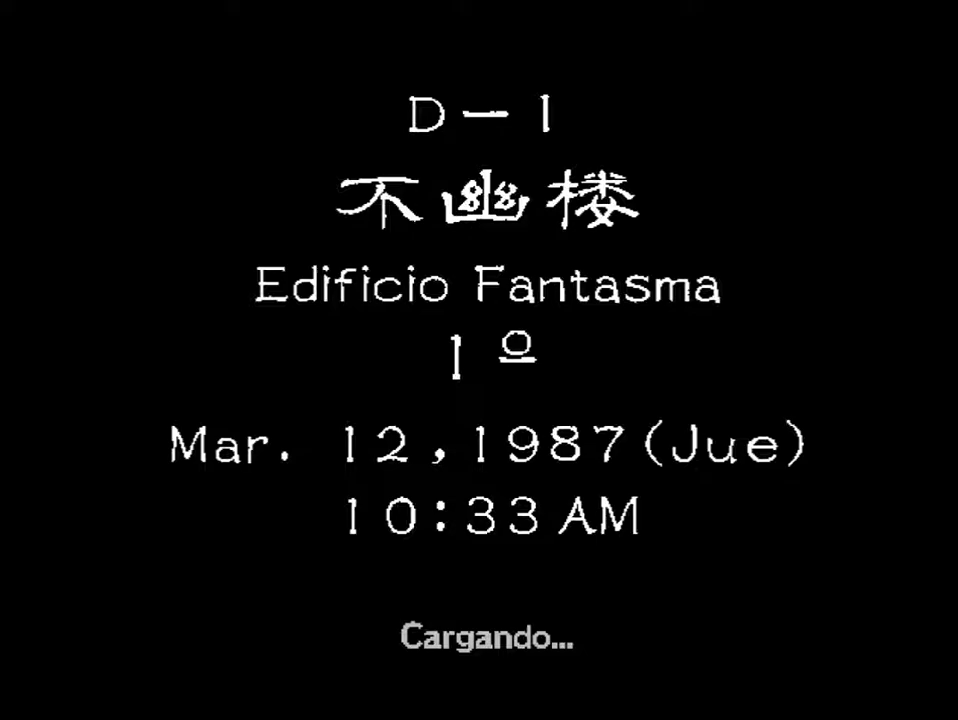 D－1
不幽楼
Edificio Fantasma
1º
Mar. 12,1987(Jue)
10:33 AM
Cargando...